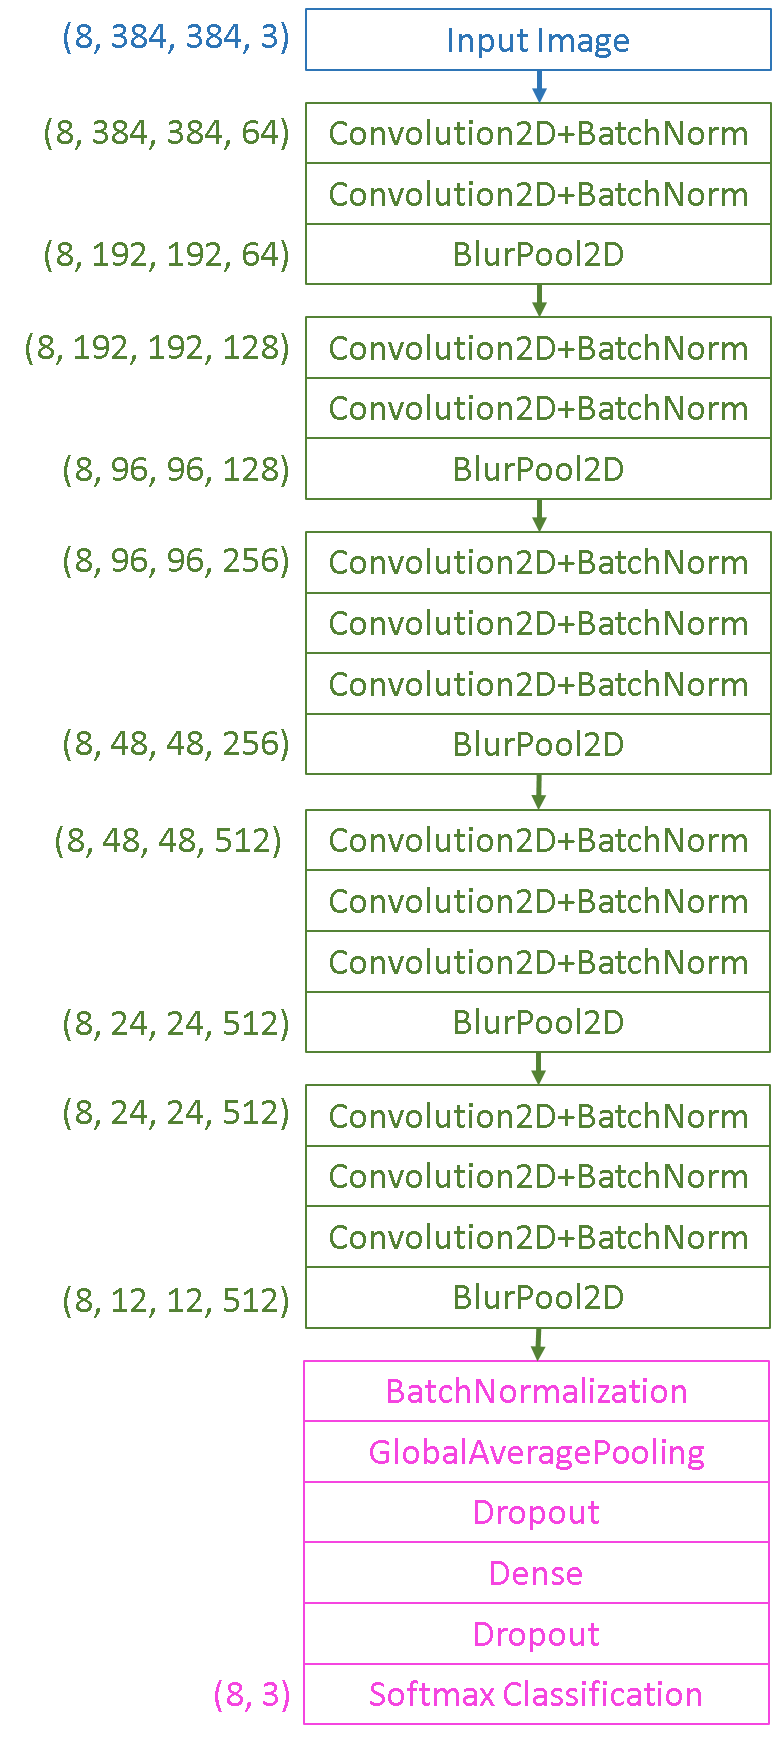 (8, 384, 384, 3) Input Image
(8, 384, 384, 64) Convolution2D+BatchNorm
Convolution2D+BatchNorm
(8, 192, 192, 64) BlurPool2D
(8, 192, 192, 128) Convolution2D+BatchNorm
Convolution2D+BatchNorm
(8, 96, 96, 128) BlurPool2D
(8, 96, 96, 256) Convolution2D+BatchNorm
Convolution2D+BatchNorm
Convolution2D+BatchNorm
(8, 48, 48, 256) BlurPool2D
(8, 48, 48, 512) Convolution2D+BatchNorm
Convolution2D+BatchNorm
Convolution2D+BatchNorm
(8, 24, 24, 512) BlurPool2D
(8, 24, 24, 512) Convolution2D+BatchNorm
Convolution2D+BatchNorm
Convolution2D+BatchNorm
(8, 12, 12, 512) BlurPool2D
BatchNormalization
GlobalAveragePooling
Dropout
Dense
Dropout
(8, 3) Softmax Classification